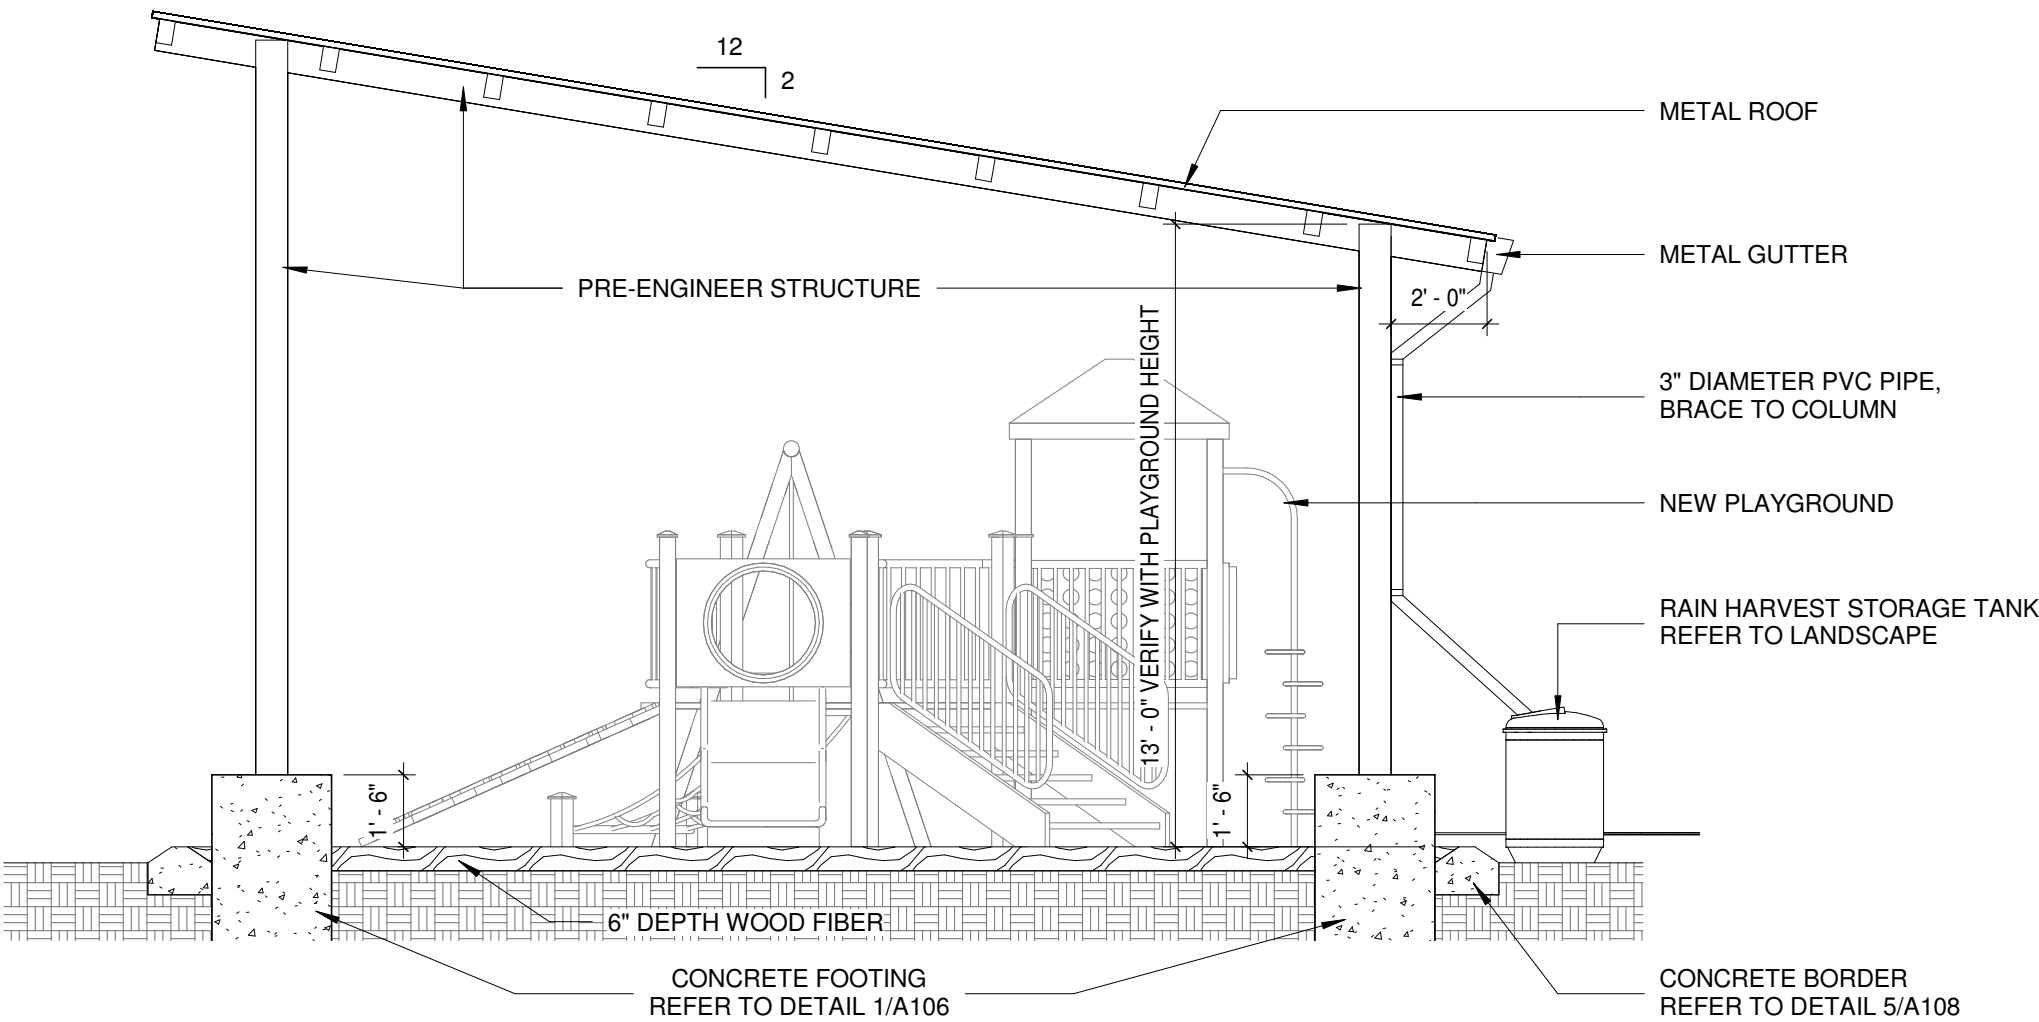 12
2
METAL ROOF
METAL GUTTER
PRE-ENGINEER STRUCTURE
2' - 0"
13' - 0" VERIFY WITH PLAYGROUND HEIGHT
3" DIAMETER PVC PIPE,
BRACE TO COLUMN
NEW PLAYGROUND
RAIN HARVEST STORAGE TANK
REFER TO LANDSCAPE
1' - 6"
1' - 6"
6" DEPTH WOOD FIBER
CONCRETE FOOTING
REFER TO DETAIL 1/A106
CONCRETE BORDER
REFER TO DETAIL 5/A108